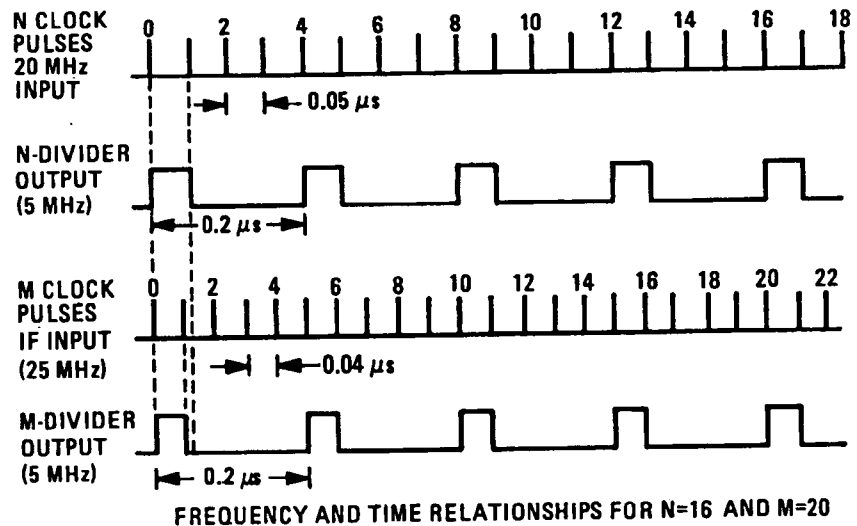 N CLOCK
PULSES
20 MHz
INPUT
0 2 4 6 8 10 12 14 16 18
0.05 μs
N-DIVIDER
OUTPUT
(5 MHz)
0.2 μs
M CLOCK
PULSES
IF INPUT
(25 MHz)
0 2 4 6 8 10 12 14 16 18 20 22
0.04 μs
M-DIVIDER
OUTPUT
(5 MHz)
0.2 μs
FREQUENCY AND TIME RELATIONSHIPS FOR N=16 AND M=20